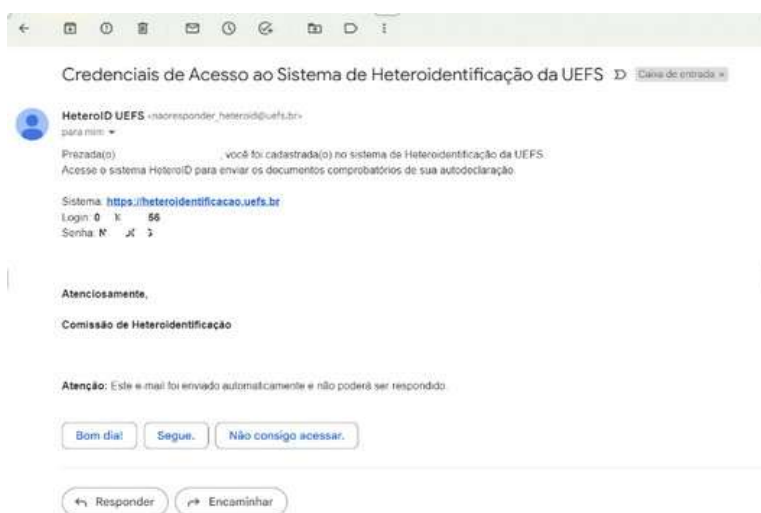 Credenciais de Acesso ao Sistema de Heteroidentificação da UEFS Caixa de entrada ×
HeteroID UEFS <naoresponder_heteroid@uefs.br>
para mim
Prezada(o) , você foi cadastrada(o) no sistema de Heteroidentificação da UEFS.
Acesse o sistema HeteroID para enviar os documentos comprobatórios de sua autodeclaração.
Sistema: https://heteroidentificacao.uefs.br
Login: 0 56
Senha:
Atenciosamente,
Comissão de Heteroidentificação
Atenção: Este e-mail foi enviado automaticamente e não poderá ser respondido.
Bom dia! Segue. Não consigo acessar.
Responder Encaminhar